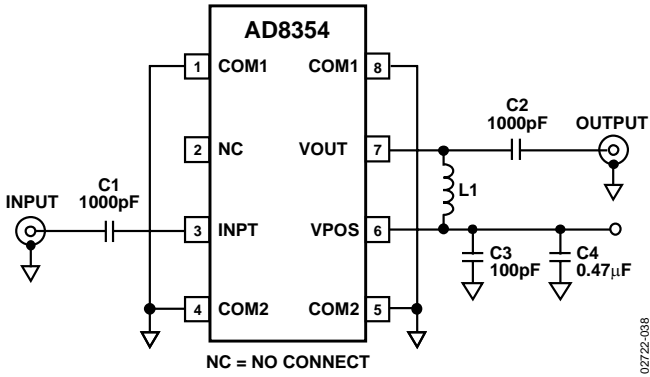 AD8354
1 COM1 COM1 8
C2
1000pF
OUTPUT
2 NC VOUT 7
C1
1000pF
INPUT
L1
3 INPT VPOS 6
C3
100pF
C4
0.47μF
4 COM2 COM2 5
NC = NO CONNECT
02722-038